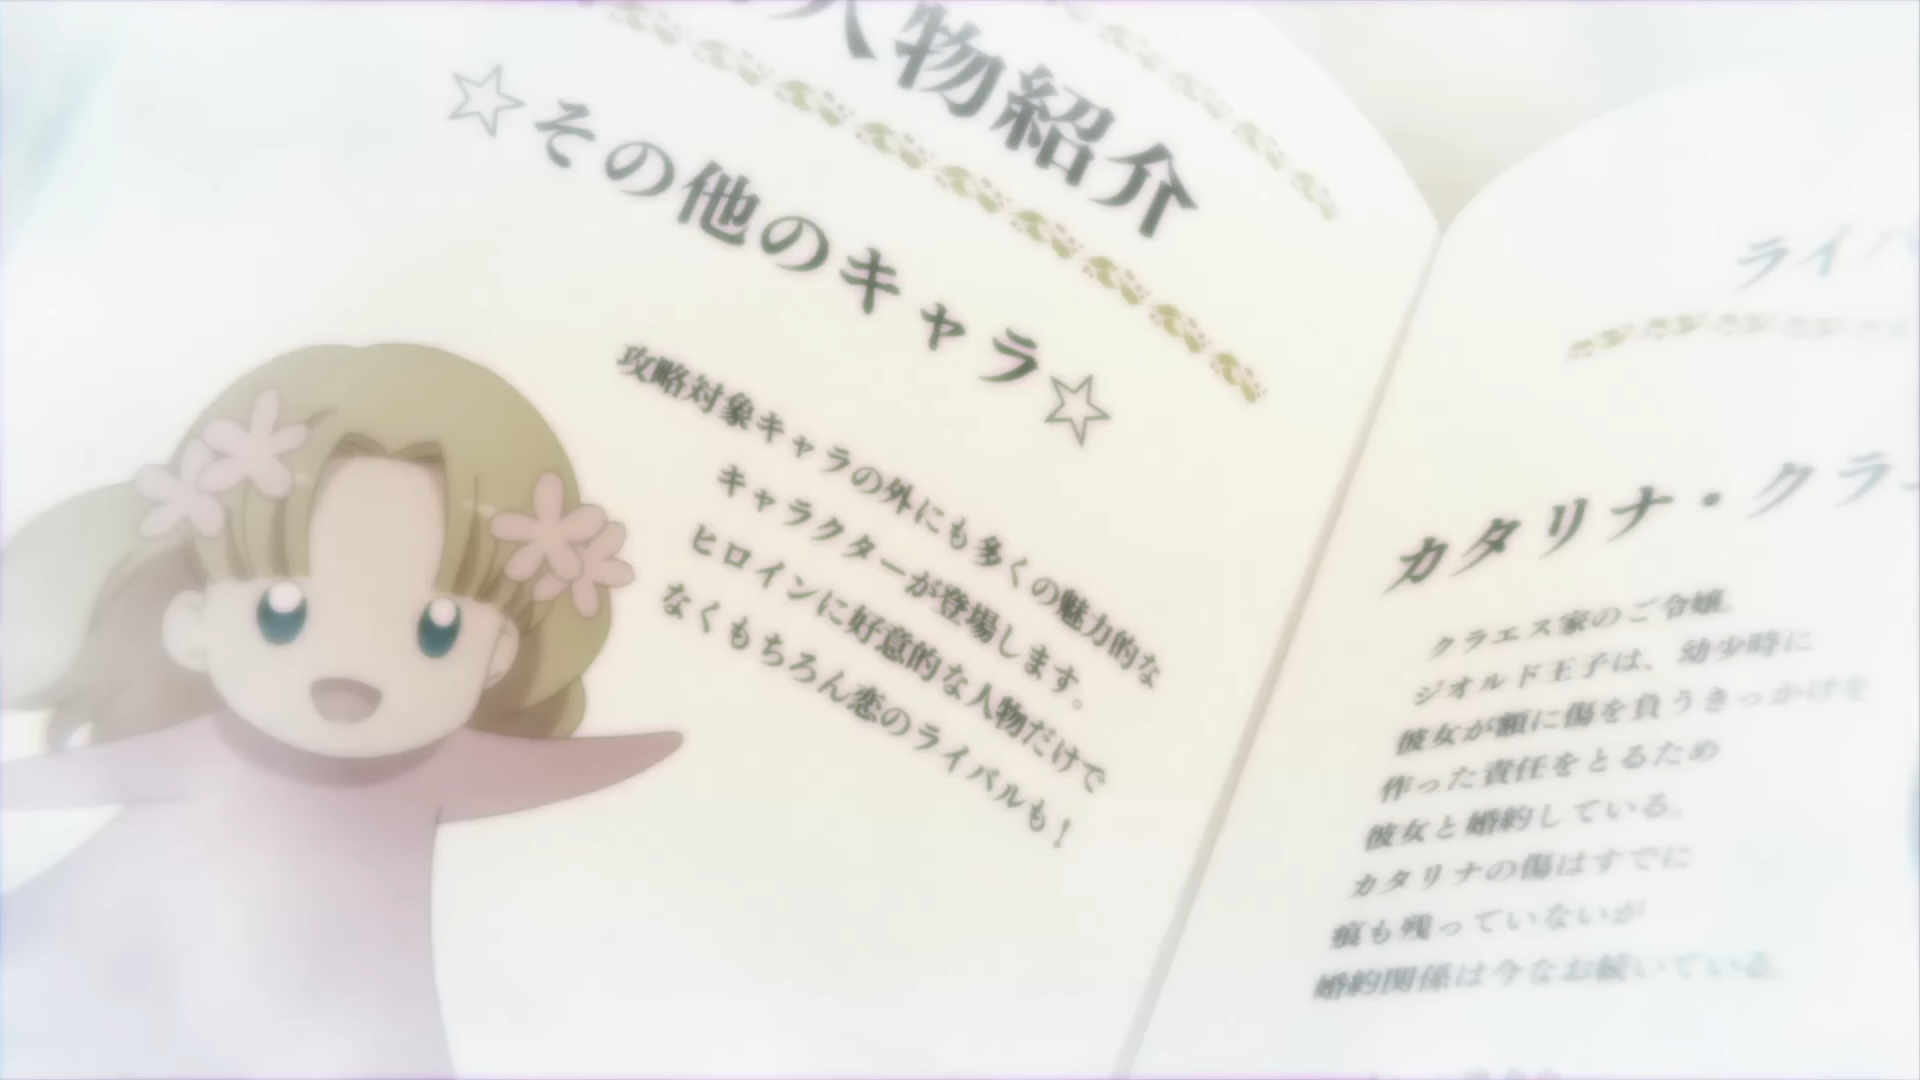 人物紹介
☆その他のキャラ☆
攻略対象キャラの外にも多くの魅力的な
キャラクターが登場します。
ヒロインに好意的な人物だけで
なくもちろん恋のライバルも!
ライバ
カタリナ・クラ
クラエス家のご令嬢。
ジオルド王子は、幼少時に
彼女が額に傷を負うきっかけを
作った責任をとるため
彼女と婚約している。
カタリナの傷はすでに
痕も残っていないが
婚約関係は今なお続いている。